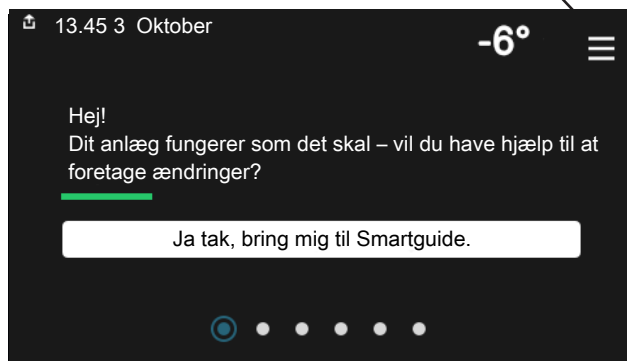 13.45 3 Oktober
-6°
Hej!
Dit anlæg fungerer som det skal – vil du have hjælp til at
foretage ændringer?
Ja tak, bring mig til Smartguide.